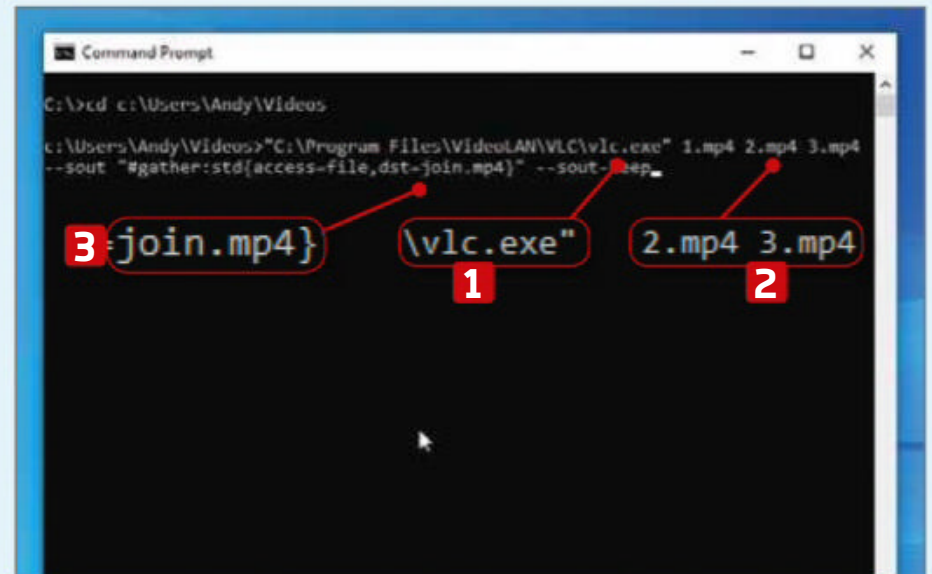 Command Prompt
C:\>cd c:\Users\Andy\Videos
c:\Users\Andy\Videos>"C:\Program Files\VideoLAN\VLC\vlc.exe" 1.mp4 2.mp4 3.mp4
--sout "#gather:std{access=file,dst=join.mp4}" --sout-keep_
3 =join.mp4} \vlc.exe" 2.mp4 3.mp4
1 2